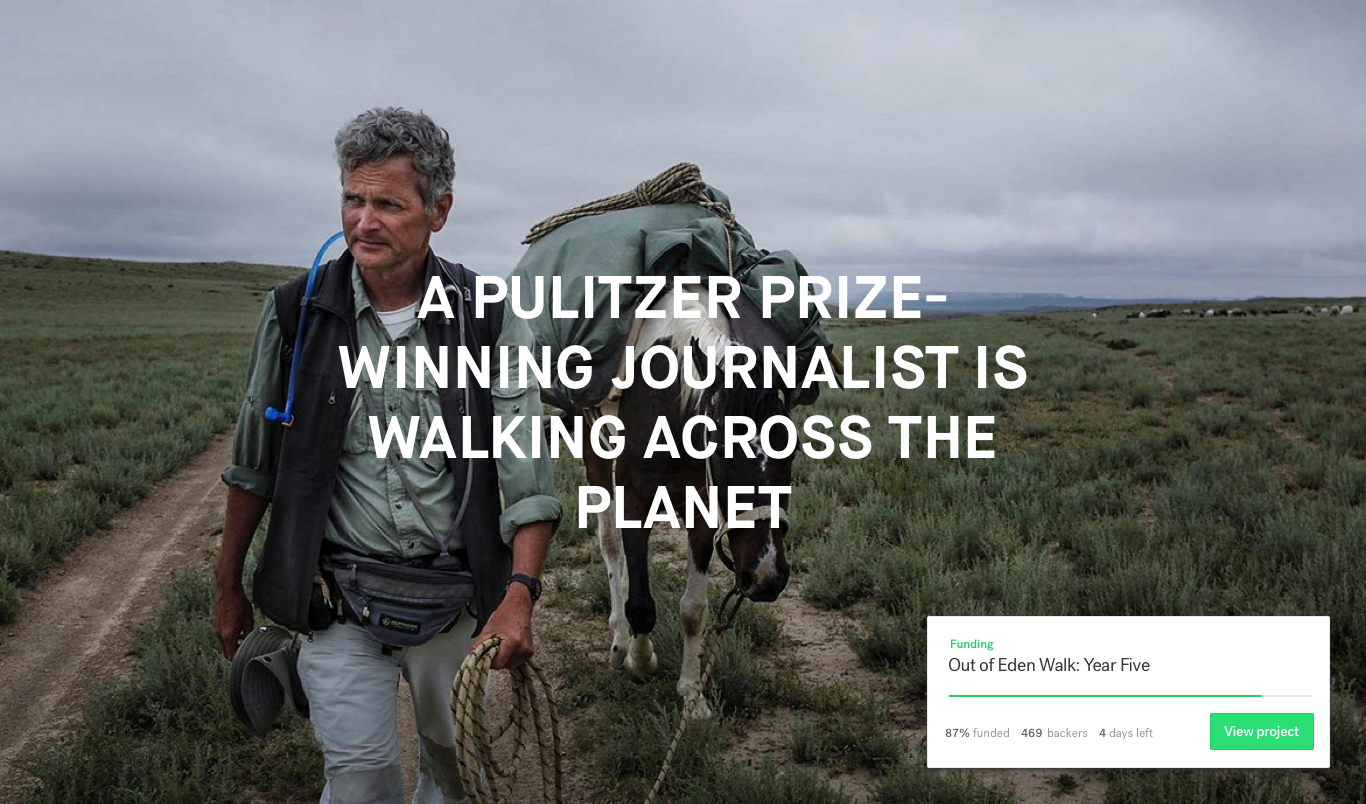 A PULITZER PRIZE-
WINNING JOURNALIST IS
WALKING ACROSS THE
PLANET
Funding
Out of Eden Walk: Year Five
87% funded 469 backers 4 days left
View project